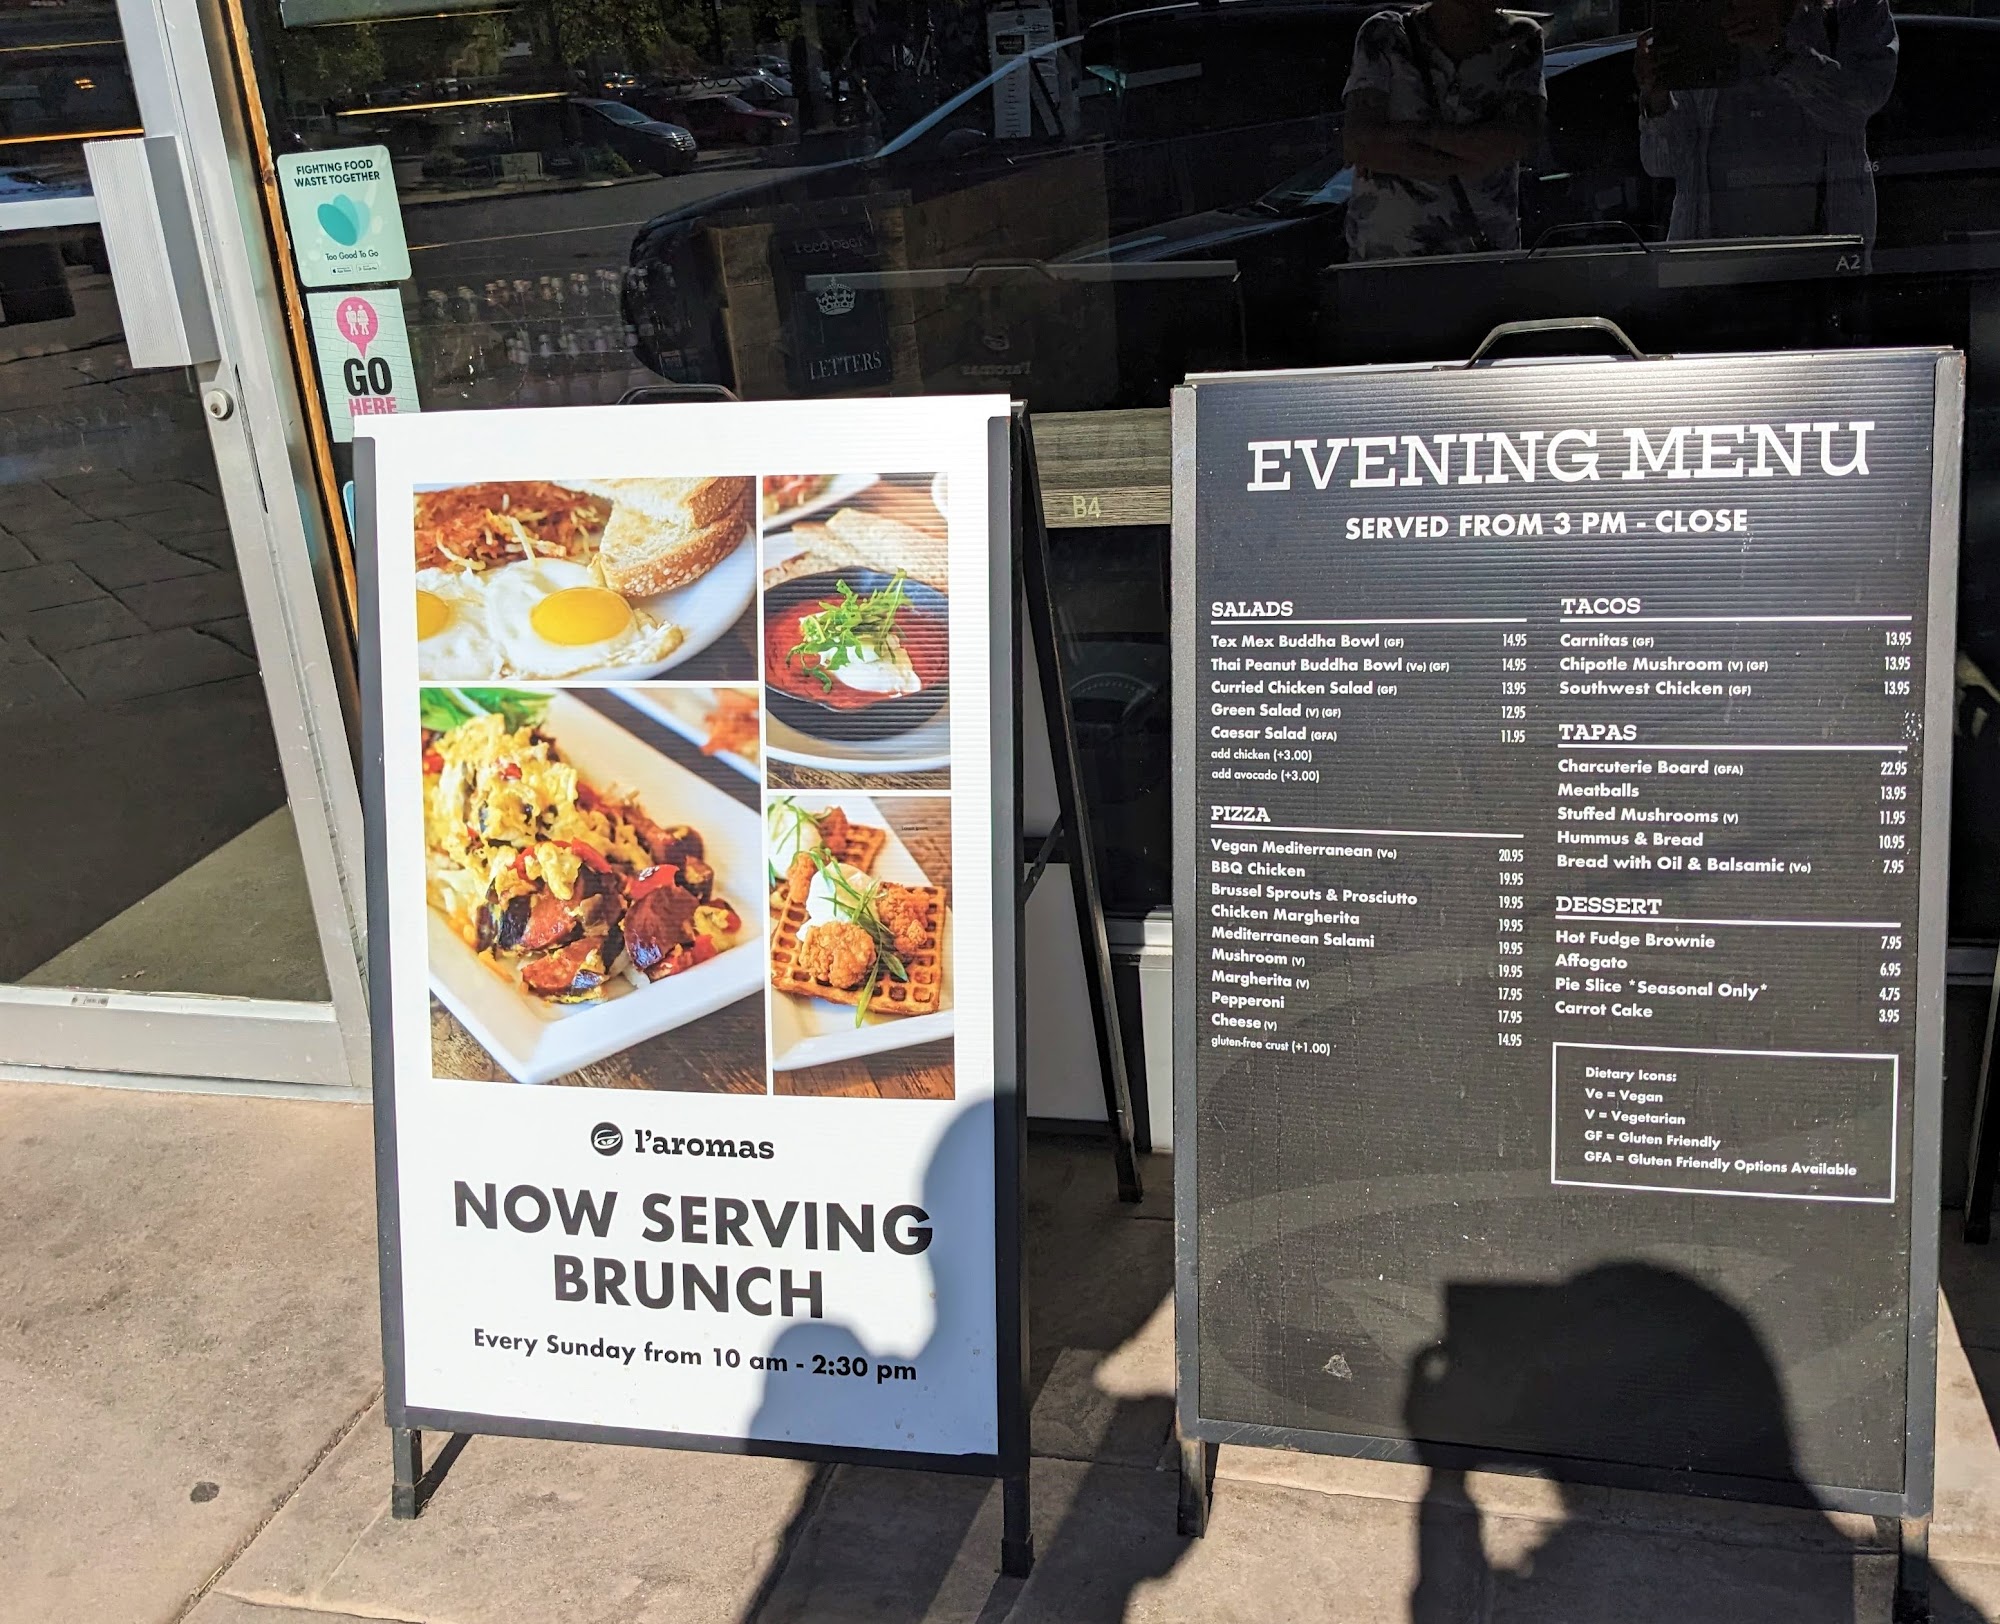 FIGHTING FOOD
WASTE TOGETHER
Too Good To Go
GO
HERE
LETTERS
B4
A2
l'aromas
NOW SERVING
BRUNCH
Every Sunday from 10 am - 2:30 pm
EVENING MENU
SERVED FROM 3 PM - CLOSE
SALADS
Tex Mex Buddha Bowl (GF) 14.95
Thai Peanut Buddha Bowl (Ve) (GF) 14.95
Curried Chicken Salad (GF) 13.95
Green Salad (V) (GF) 12.95
Caesar Salad (GFA) 11.95
add chicken (+3.00)
add avocado (+3.00)
PIZZA
Vegan Mediterranean (Ve) 20.95
BBQ Chicken 19.95
Brussel Sprouts & Prosciutto 19.95
Chicken Margherita 19.95
Mediterranean Salami 19.95
Mushroom (V) 19.95
Margherita (V) 17.95
Pepperoni 17.95
Cheese (V) 14.95
gluten-free crust (+1.00)
TACOS
Carnitas (GF) 13.95
Chipotle Mushroom (V) (GF) 13.95
Southwest Chicken (GF) 13.95
TAPAS
Charcuterie Board (GFA) 22.95
Meatballs 13.95
Stuffed Mushrooms (V) 11.95
Hummus & Bread 10.95
Bread with Oil & Balsamic (Ve) 7.95
DESSERT
Hot Fudge Brownie 7.95
Affogato 6.95
Pie Slice *Seasonal Only* 4.75
Carrot Cake 3.95
Dietary Icons:
Ve = Vegan
V = Vegetarian
GF = Gluten Friendly
GFA = Gluten Friendly Options Available